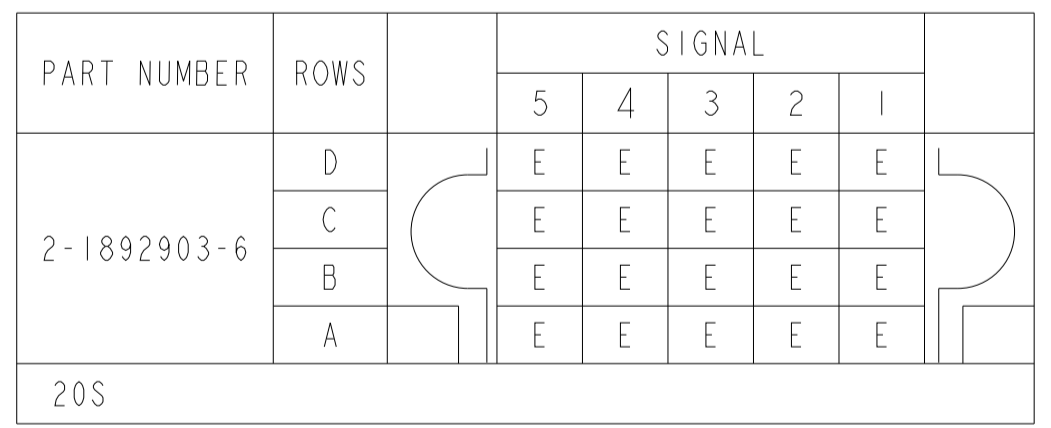 PART NUMBER ROWS SIGNAL
5 4 3 2 1
D E E E E E
C E E E E E
2-1892903-6
B E E E E E
A E E E E E
20S